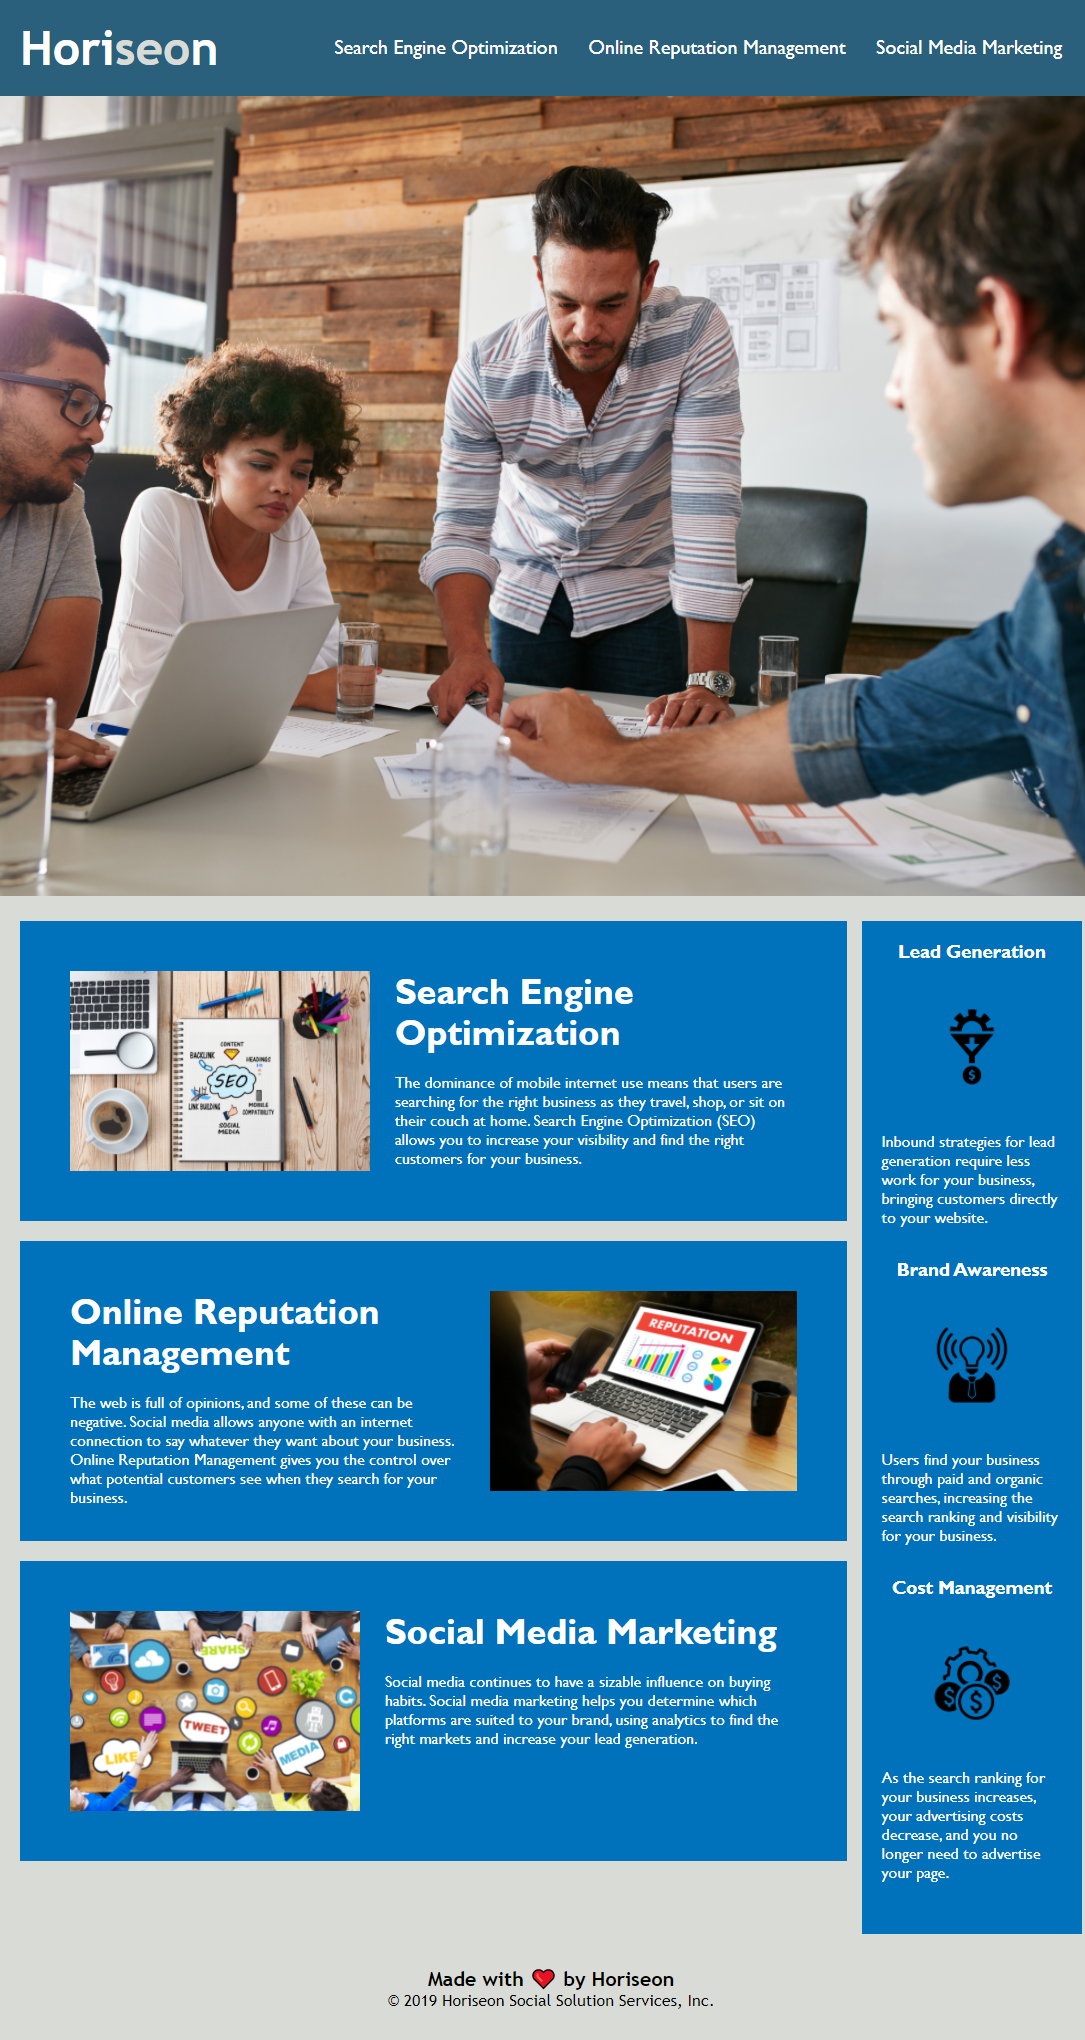 Horiseon
Search Engine Optimization
Online Reputation Management
Social Media Marketing
CONTENT
BACKLINK
HEADINGS
SEO
LINK BUILDING
MOBILE
COMPATIBILITY
SOCIAL
MEDIA
Search Engine
Optimization
The dominance of mobile internet use means that users are
searching for the right business as they travel, shop, or sit on
their couch at home. Search Engine Optimization (SEO)
allows you to increase your visibility and find the right
customers for your business.
Online Reputation
Management
The web is full of opinions, and some of these can be
negative. Social media allows anyone with an internet
connection to say whatever they want about your business.
Online Reputation Management gives you the control over
what potential customers see when they search for your
business.
REPUTATION
SHARE
TWEET
LIKE
MEDIA
Social Media Marketing
Social media continues to have a sizable influence on buying
habits. Social media marketing helps you determine which
platforms are suited to your brand, using analytics to find the
right markets and increase your lead generation.
Lead Generation
$
Inbound strategies for lead
generation require less
work for your business,
bringing customers directly
to your website.
Brand Awareness
Users find your business
through paid and organic
searches, increasing the
search ranking and visibility
for your business.
Cost Management
$ $ $
As the search ranking for
your business increases,
your advertising costs
decrease, and you no
longer need to advertise
your page.
Made with ❤️ by Horiseon
© 2019 Horiseon Social Solution Services, Inc.